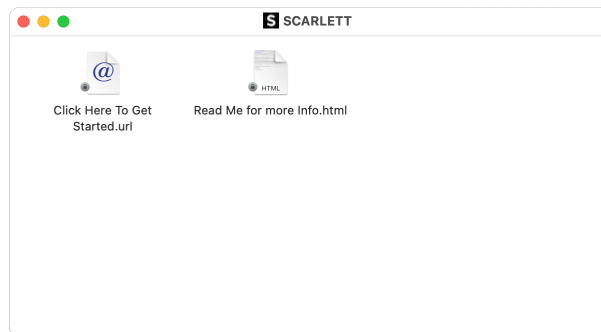 S SCARLETT
@
HTML
Click Here To Get
Started.url
Read Me for more Info.html